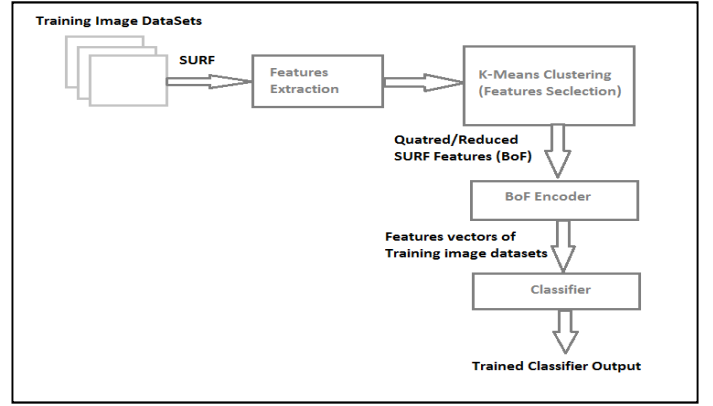 Training Image DataSets
SURF
Features
Extraction
K-Means Clustering
(Features Seclection)
Quatred/Reduced
SURF Features (BoF)
BoF Encoder
Features vectors of
Training image datasets
Classifier
Trained Classifier Output